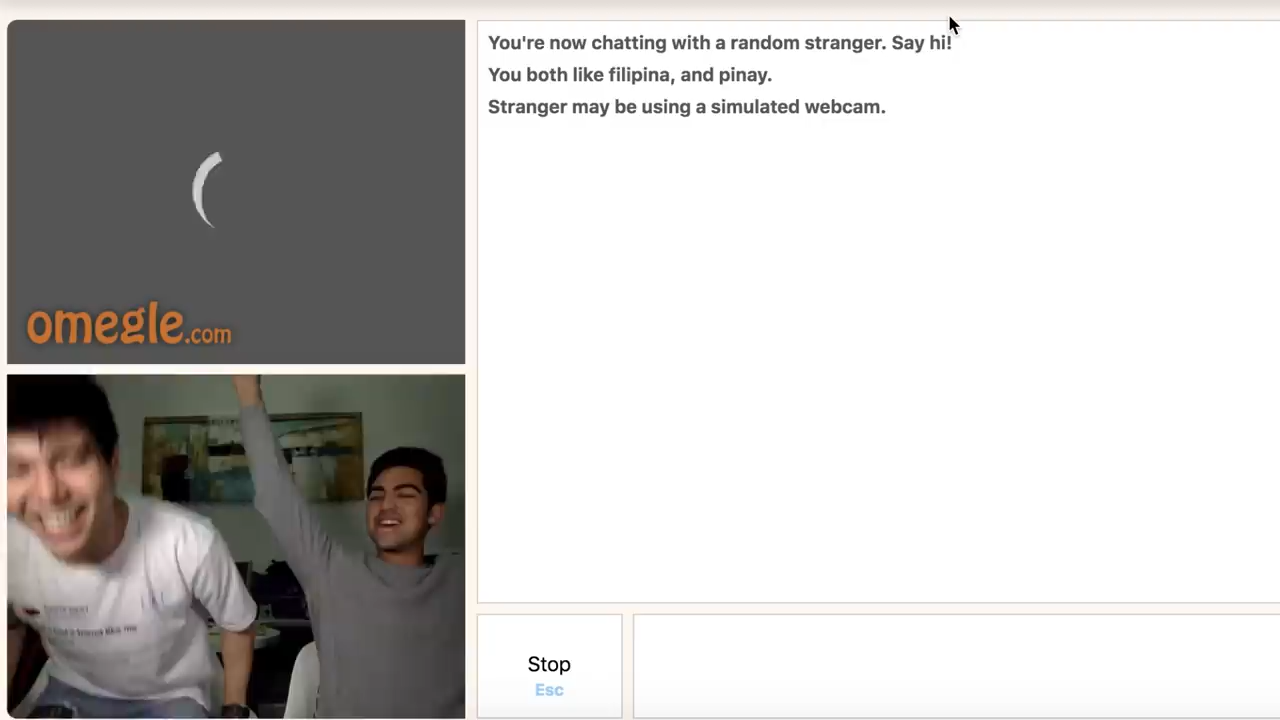 You're now chatting with a random stranger. Say hi!
You both like filipina, and pinay.
Stranger may be using a simulated webcam.
omegle.com
Stop
Esc